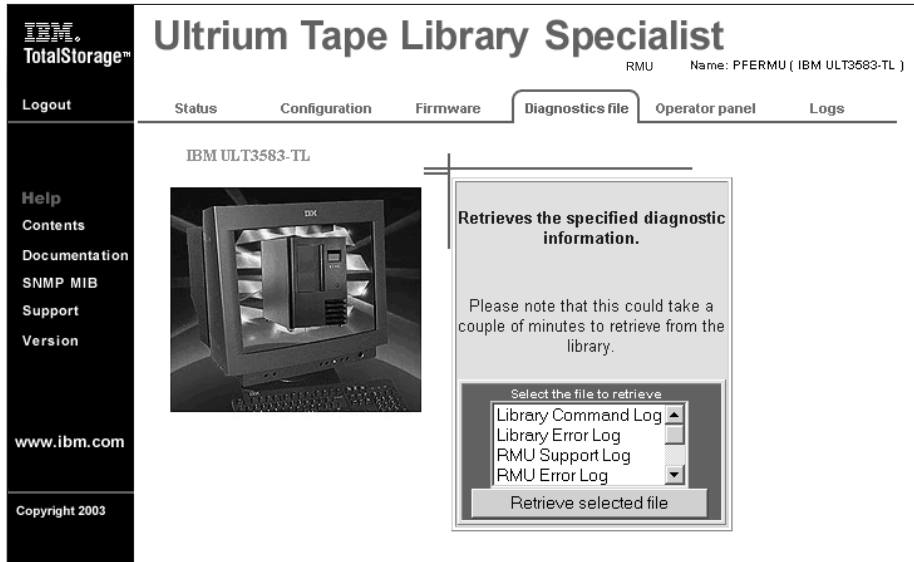 IBM.
TotalStorage™
Ultrium Tape Library Specialist
RMU Name: PFERMU ( IBM ULT3583-TL )
Logout
Status Configuration Firmware Diagnostics file Operator panel Logs
IBM ULT3583-TL
Help
Contents
Documentation
SNMP MIB
Support
Version
www.ibm.com
Copyright 2003
IBM
Retrieves the specified diagnostic
information.
Please note that this could take a
couple of minutes to retrieve from the
library.
Select the file to retrieve
Library Command Log
Library Error Log
RMU Support Log
RMU Error Log
Retrieve selected file